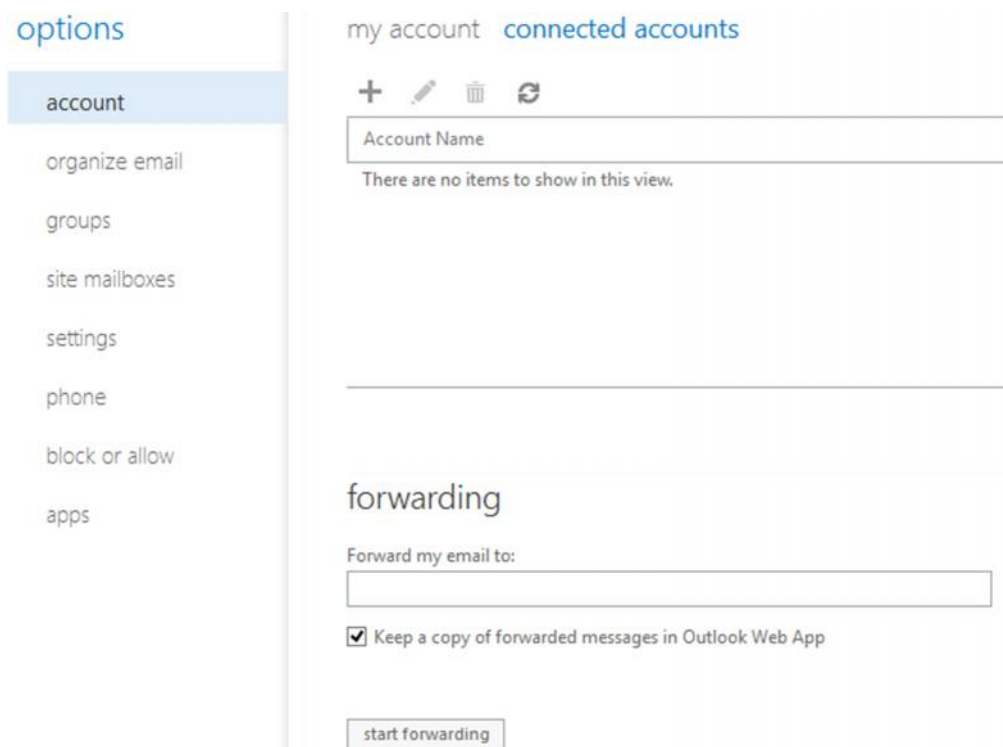 options
account
organize email
groups
site mailboxes
settings
phone
block or allow
apps
my account connected accounts
Account Name
There are no items to show in this view.
forwarding
Forward my email to:
Keep a copy of forwarded messages in Outlook Web App
start forwarding